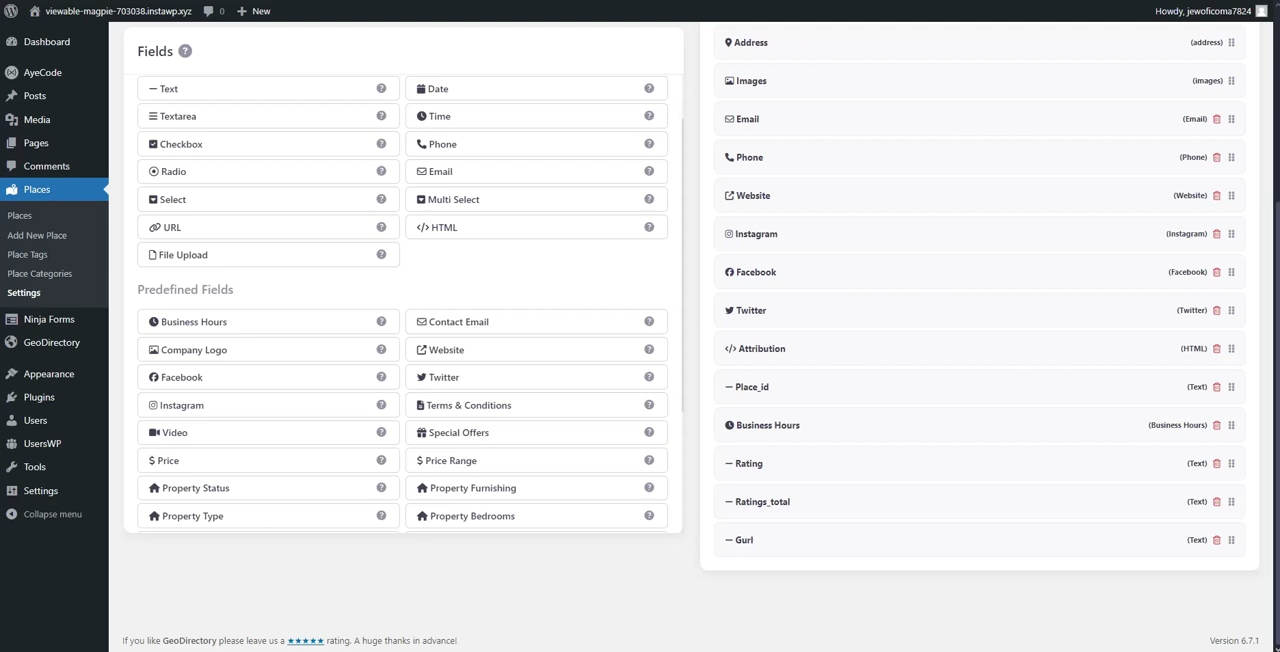 viewable-magpie-703038.instawp.xyz 0 New Howdy, jewoficoma7824
Dashboard
AyeCode
Posts
Media
Pages
Comments
Places
Places
Add New Place
Place Tags
Place Categories
Settings
Ninja Forms
GeoDirectory
Appearance
Plugins
Users
UsersWP
Tools
Settings
Collapse menu
Fields ?
Text ? Date ?
Textarea ? Time ?
Checkbox ? Phone ?
Radio ? Email ?
Select ? Multi Select ?
URL ? HTML ?
File Upload ?
Predefined Fields
Business Hours ? Contact Email ?
Company Logo ? Website ?
Facebook ? Twitter ?
Instagram ? Terms & Conditions ?
Video ? Special Offers ?
$ Price ? $ Price Range ?
Property Status ? Property Furnishing ?
Property Type ? Property Bedrooms ?
Address (address)
Images (images)
Email (Email)
Phone (Phone)
Website (Website)
Instagram (Instagram)
Facebook (Facebook)
Twitter (Twitter)
</> Attribution (HTML)
Place_id (Text)
Business Hours (Business Hours)
Rating (Text)
Ratings_total (Text)
Gurl (Text)
If you like GeoDirectory please leave us a ★★★★★ rating. A huge thanks in advance! Version 6.7.1